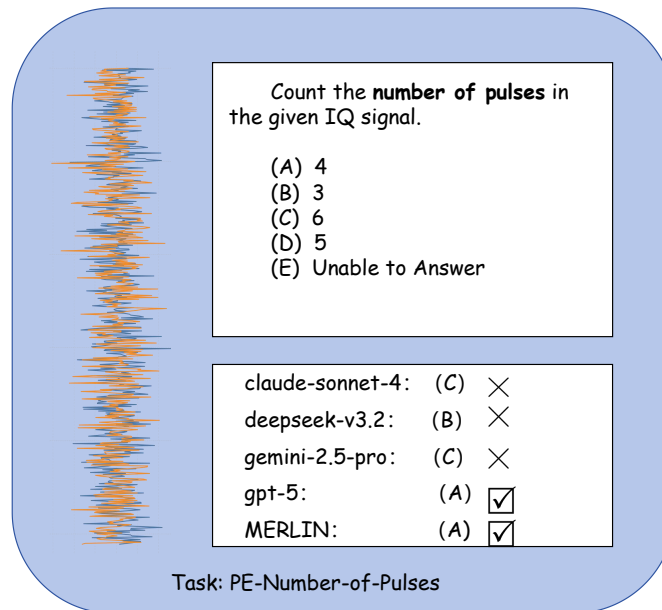 Count the number of pulses in
the given IQ signal.
(A) 4
(B) 3
(C) 6
(D) 5
(E) Unable to Answer
claude-sonnet-4: (C)
deepseek-v3.2: (B)
gemini-2.5-pro: (C)
gpt-5: (A)
MERLIN: (A)
Task: PE-Number-of-Pulses